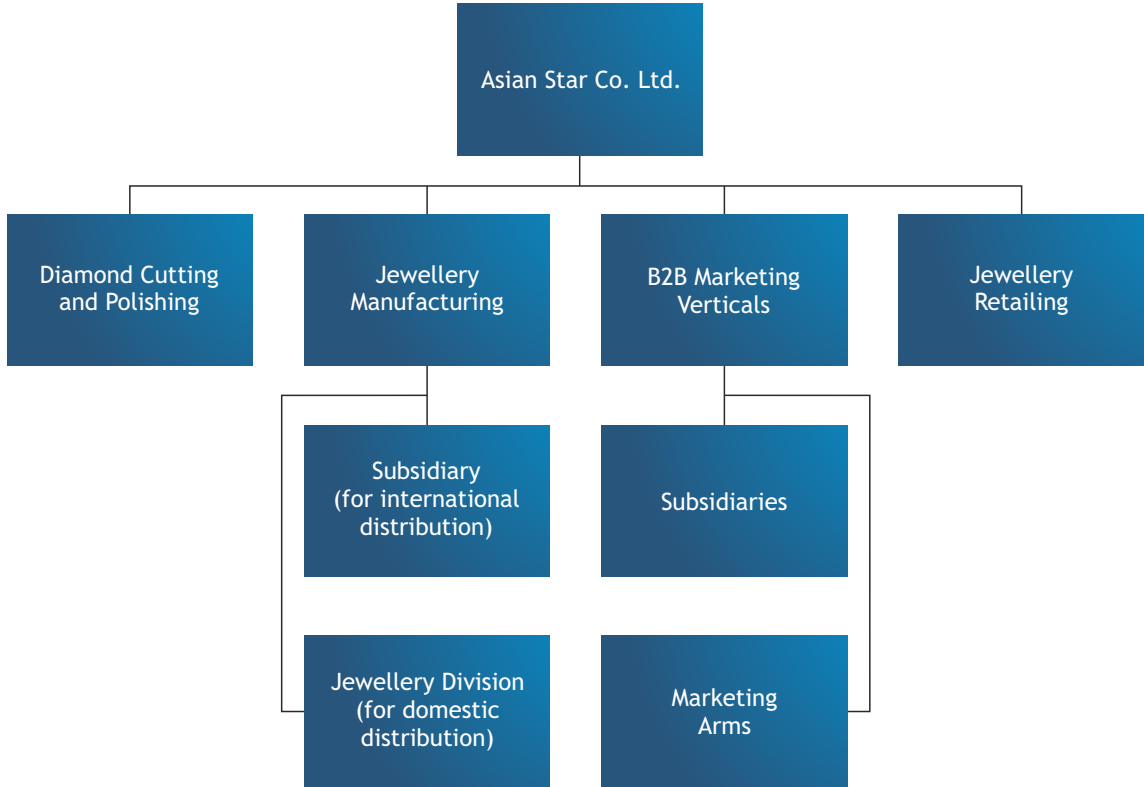 Asian Star Co. Ltd.
Diamond Cutting
and Polishing
Jewellery
Manufacturing
B2B Marketing
Verticals
Jewellery
Retailing
Subsidiary
(for international
distribution)
Subsidiaries
Jewellery Division
(for domestic
distribution)
Marketing
Arms